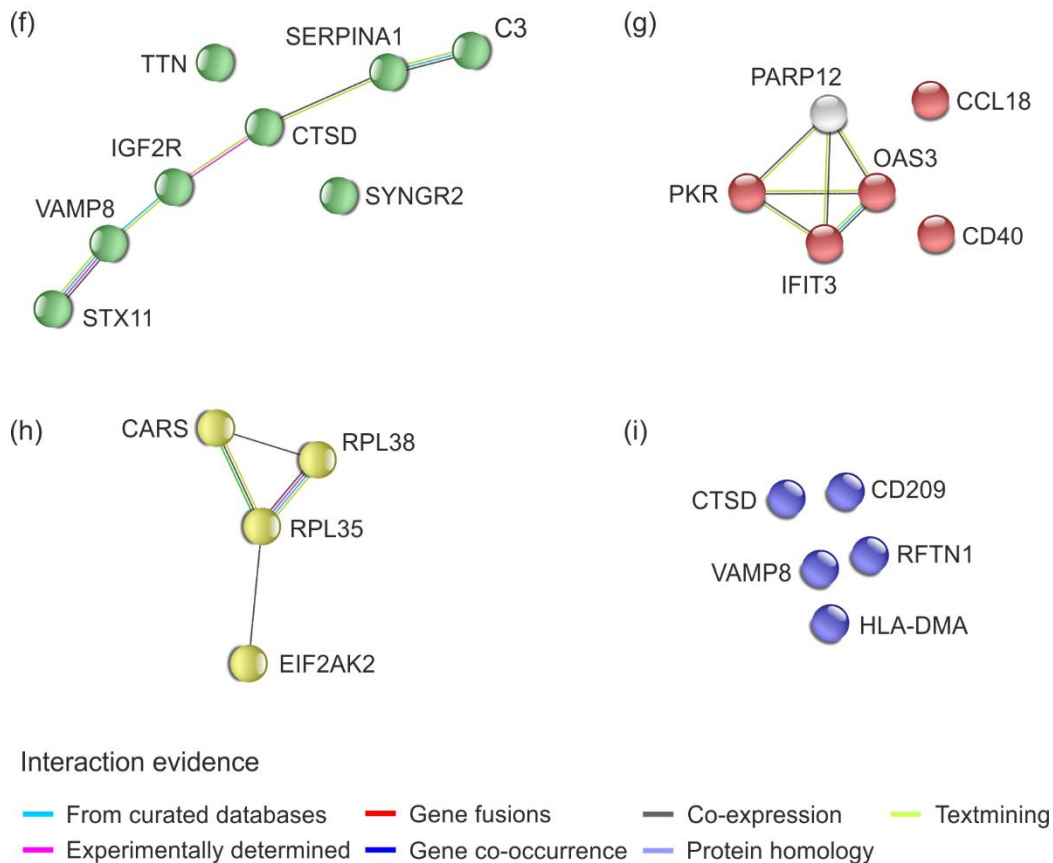 (f)
TTN
SERPINA1
C3
CTSD
IGF2R
SYNGR2
VAMP8
STX11
(g)
PARP12
CCL18
OAS3
PKR
CD40
IFIT3
(h)
CARS
RPL38
RPL35
EIF2AK2
(i)
CTSD
CD209
VAMP8
RFTN1
HLA-DMA
Interaction evidence
From curated databases
Gene fusions
Co-expression
Textmining
Experimentally determined
Gene co-occurrence
Protein homology